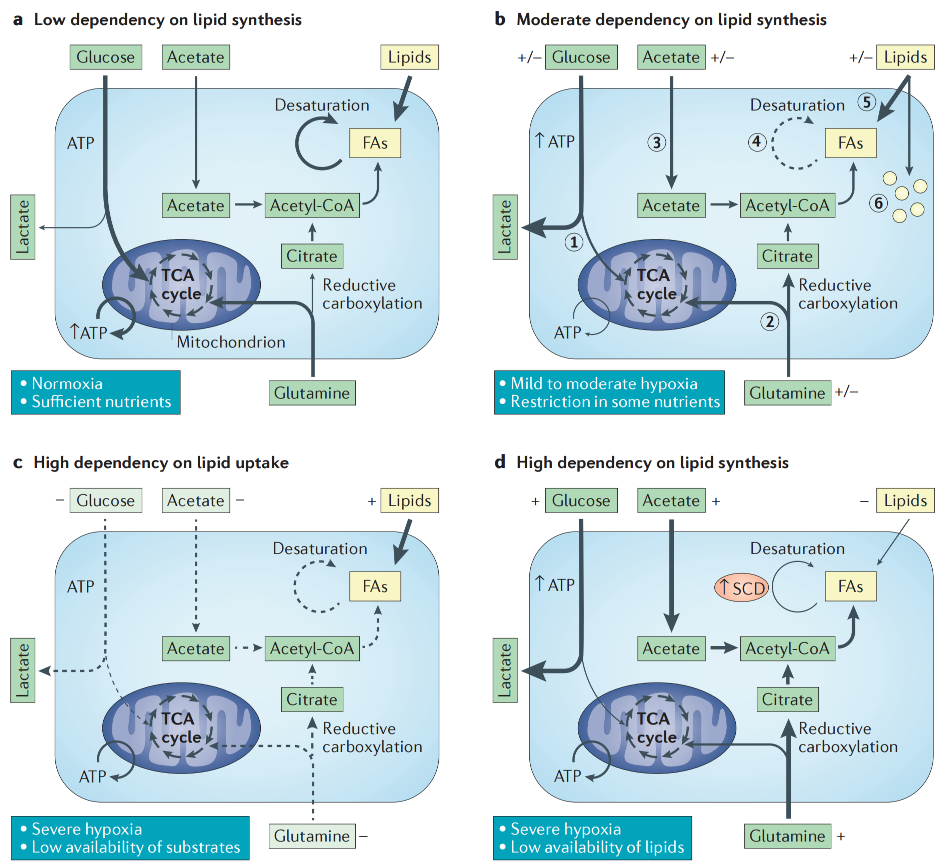 a Low dependency on lipid synthesis
Glucose
Acetate
Lipids
Desaturation
ATP
FAs
Lactate
Acetate
Acetyl-CoA
Citrate
TCA
cycle
Reductive
carboxylation
↑ATP
Mitochondrion
• Normoxia
• Sufficient nutrients
Glutamine
b Moderate dependency on lipid synthesis
+/– Glucose
Acetate +/–
+/– Lipids
5
Desaturation
↑ ATP
3
4
FAs
6
Lactate
Acetate
Acetyl-CoA
1
Citrate
TCA
cycle
Reductive
carboxylation
2
ATP
• Mild to moderate hypoxia
• Restriction in some nutrients
Glutamine +/–
c High dependency on lipid uptake
– Glucose
Acetate –
+ Lipids
Desaturation
ATP
FAs
Lactate
Acetate
Acetyl-CoA
Citrate
TCA
cycle
Reductive
carboxylation
ATP
• Severe hypoxia
• Low availability of substrates
Glutamine –
d High dependency on lipid synthesis
+ Glucose
Acetate +
– Lipids
Desaturation
↑ ATP
↑ SCD
FAs
Lactate
Acetate
Acetyl-CoA
Citrate
TCA
cycle
Reductive
carboxylation
ATP
• Severe hypoxia
• Low availability of lipids
Glutamine +